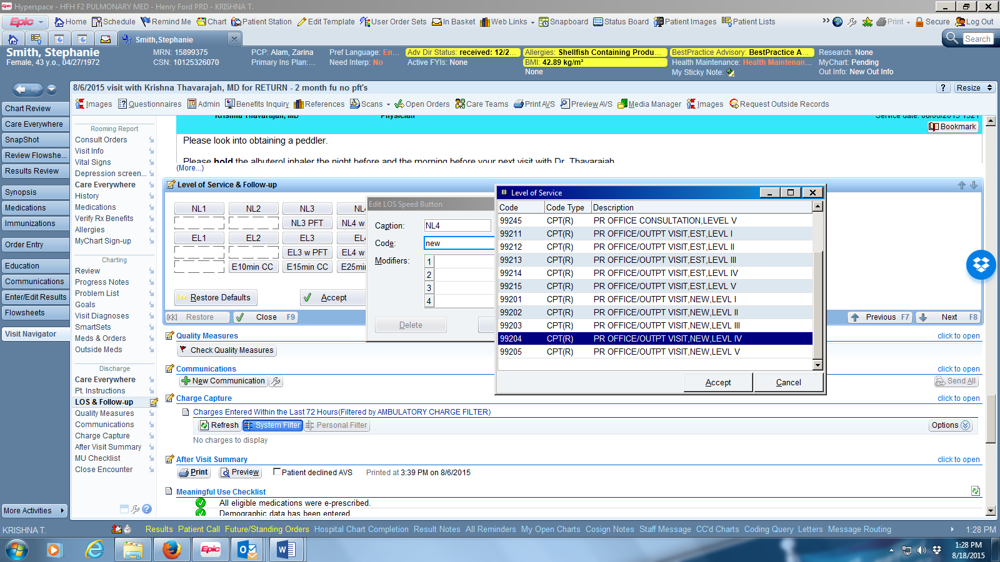 Hyperspace - HFH F2 PULMONARY MED - Henry Ford PRD - KRISHNA T.
Epic Home Schedule Remind Me Chart Patient Station Edit Template User Order Sets In Basket Web Links Snapboard Status Board Patient Images Patient Lists » Print Secure Log Out
Smith,Stephanie Search
Smith, Stephanie
Female, 43 y.o., 04/27/1972
MRN: 15899375
CSN: 10125326070
PCP: Alam, Zarina
Primary Ins Plan:...
Pref Language: En...
Need Interp: No
Adv Dir Status: received: 12/2...
Active FYIs: None
Allergies: Shellfish Containing Produ...
BMI: 42.89 kg/m²
None
BestPractice Advisory: BestPractice A...
Health Maintenance: Health Maintenan...
My Sticky Note:
Research: None
MyChart: Pending
Out Info: New Out Info
8/6/2015 visit with Krishna Thavarajah, MD for RETURN - 2 month fu no pft's ? Resize
Images Questionnaires Admin Benefits Inquiry References Scans Open Orders Care Teams Print AVS Preview AVS Media Manager Images Request Outside Records
Chart Review
Care Everywhere
SnapShot
Review Flowshe...
Results Review
Synopsis
Medications
Immunizations
Order Entry
Education
Communications
Enter/Edit Results
Flowsheets
Visit Navigator
More Activities
Rooming Report
Consult Orders
Visit Info
Vital Signs
Depression screen...
Care Everywhere
History
Medications
Verify Rx Benefits
Allergies
MyChart Sign-up
Charting
Review
Progress Notes
Problem List
Goals
Visit Diagnoses
SmartSets
Meds & Orders
Outside Meds
Discharge
Care Everywhere
Pt. Instructions
LOS & Follow-up
Quality Measures
Communications
Charge Capture
After Visit Summary
MU Checklist
Close Encounter
Krishna Thavarajah, MD Physician Service date: 08/06/2015 1521
Bookmark
Please look into obtaining a peddler.
Please hold the albuterol inhaler the night before and the morning before your next visit with Dr. Thavarajah
(More...)
Level of Service & Follow-up
NL1 NL2 NL3 NL4
NL3 PFT NL4 w
EL1 EL2 EL3 EL4
EL3 w PFT EL4 w
E10min CC E15min CC E25min
Restore Defaults Accept
Restore Close F9 Previous F7 Next F8
Edit LOS Speed Button
Caption: NL4
Code: new
Modifiers: 1
2
3
4
Delete
Level of Service
Code Code Type Description
99245 CPT(R) PR OFFICE CONSULTATION,LEVEL V
99211 CPT(R) PR OFFICE/OUTPT VISIT,EST,LEVL I
99212 CPT(R) PR OFFICE/OUTPT VISIT,EST,LEVL II
99213 CPT(R) PR OFFICE/OUTPT VISIT,EST,LEVL III
99214 CPT(R) PR OFFICE/OUTPT VISIT,EST,LEVL IV
99215 CPT(R) PR OFFICE/OUTPT VISIT,EST,LEVL V
99201 CPT(R) PR OFFICE/OUTPT VISIT,NEW,LEVL I
99202 CPT(R) PR OFFICE/OUTPT VISIT,NEW,LEVL II
99203 CPT(R) PR OFFICE/OUTPT VISIT,NEW,LEVL III
99204 CPT(R) PR OFFICE/OUTPT VISIT,NEW,LEVL IV
99205 CPT(R) PR OFFICE/OUTPT VISIT,NEW,LEVL V
Accept Cancel
Quality Measures click to open
Check Quality Measures
Communications click to open
New Communication Send All
Charge Capture click to open
Charges Entered Within the Last 72 Hours(Filtered by AMBULATORY CHARGE FILTER)
Refresh System Filter Personal Filter Options
No charges to display
After Visit Summary click to open
Print Preview Patient declined AVS Printed at 3:39 PM on 8/6/2015
Meaningful Use Checklist
All eligible medications were e-prescribed.
Demographic data has been entered
KRISHNA T. Results Patient Call Future/Standing Orders Hospital Chart Completion Result Notes All Reminders My Open Charts Cosign Notes Staff Message CC'd Charts Coding Query Letters Message Routing 1:28 PM
Epic
1:28 PM
8/18/2015